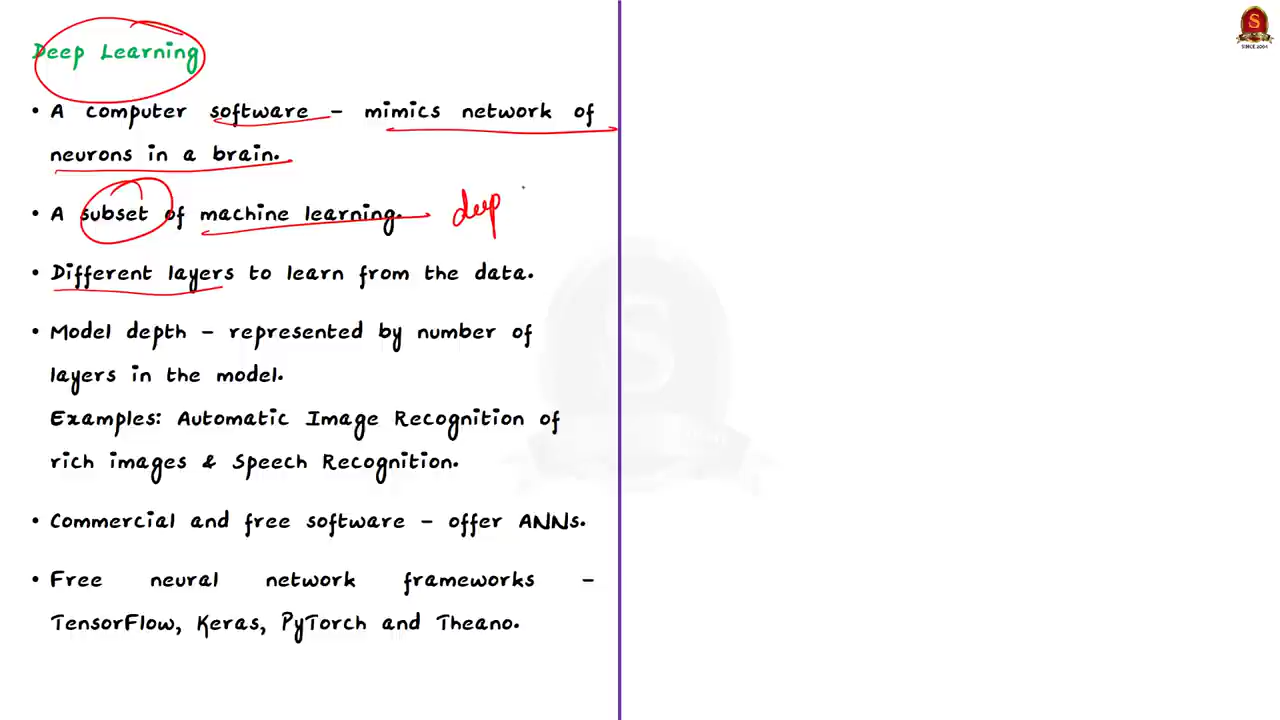 Deep Learning
• A computer software – mimics network of
neurons in a brain.
• A subset of machine learning. deep
• Different layers to learn from the data.
• Model depth – represented by number of
layers in the model.
Examples: Automatic Image Recognition of
rich images & Speech Recognition.
• Commercial and free software – offer ANNs.
• Free neural network frameworks –
TensorFlow, Keras, PyTorch and Theano.
S
SINCE 2004
S